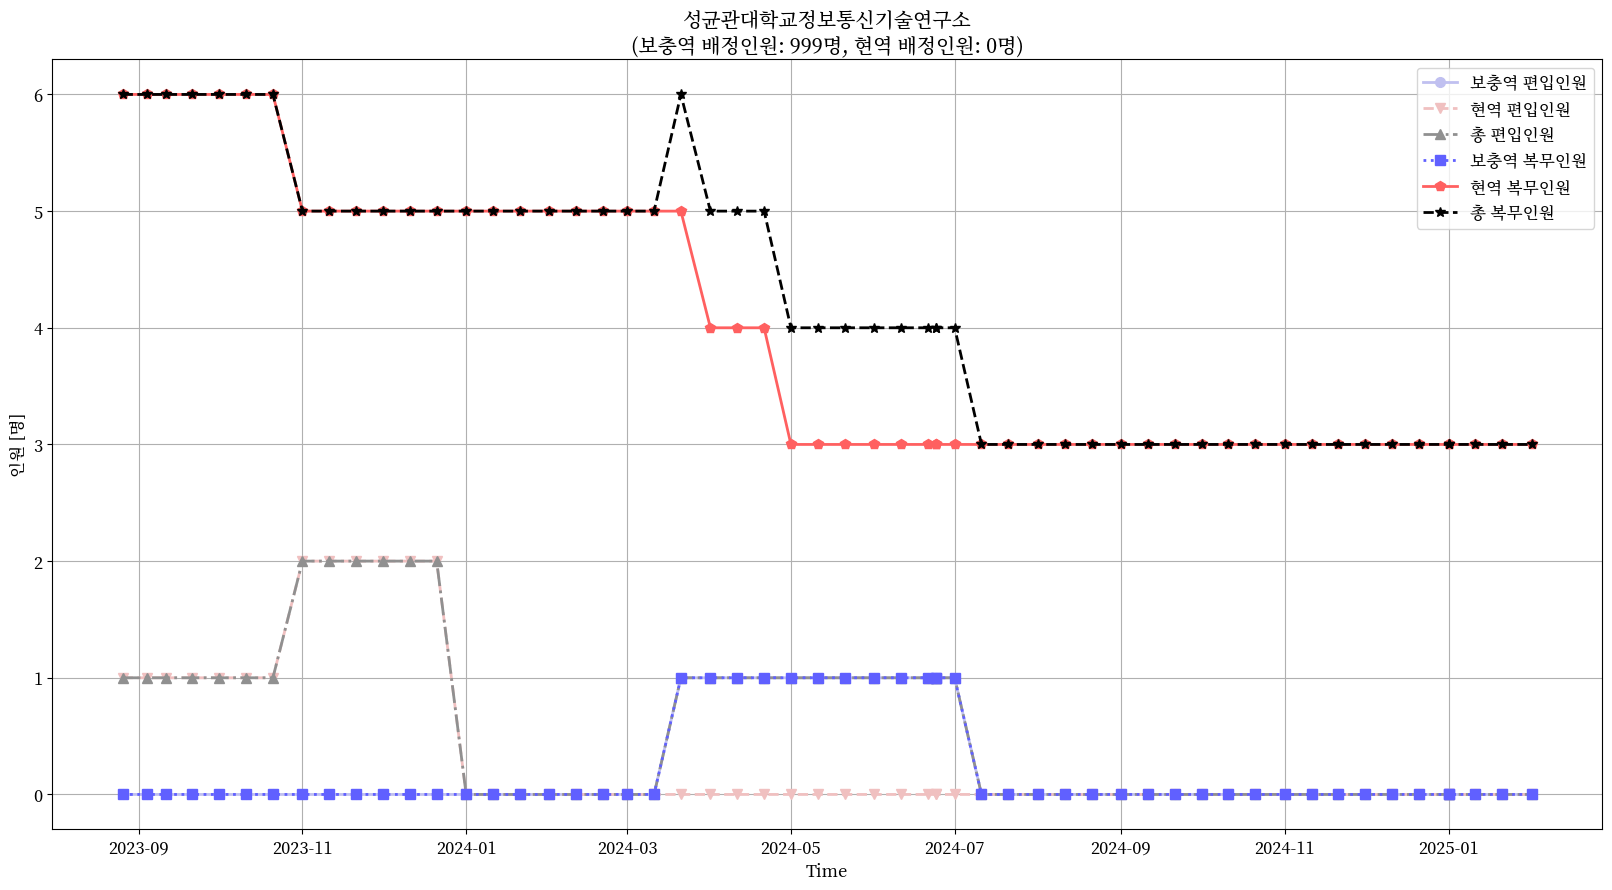 성균관대학교정보통신기술연구소
(보충역 배정인원: 999명, 현역 배정인원: 0명)
보충역 편입인원
현역 편입인원
총 편입인원
보충역 복무인원
현역 복무인원
총 복무인원
인원 [명]
6
5
4
3
2
1
0
2023-09
2023-11
2024-01
2024-03
2024-05
2024-07
2024-09
2024-11
2025-01
Time